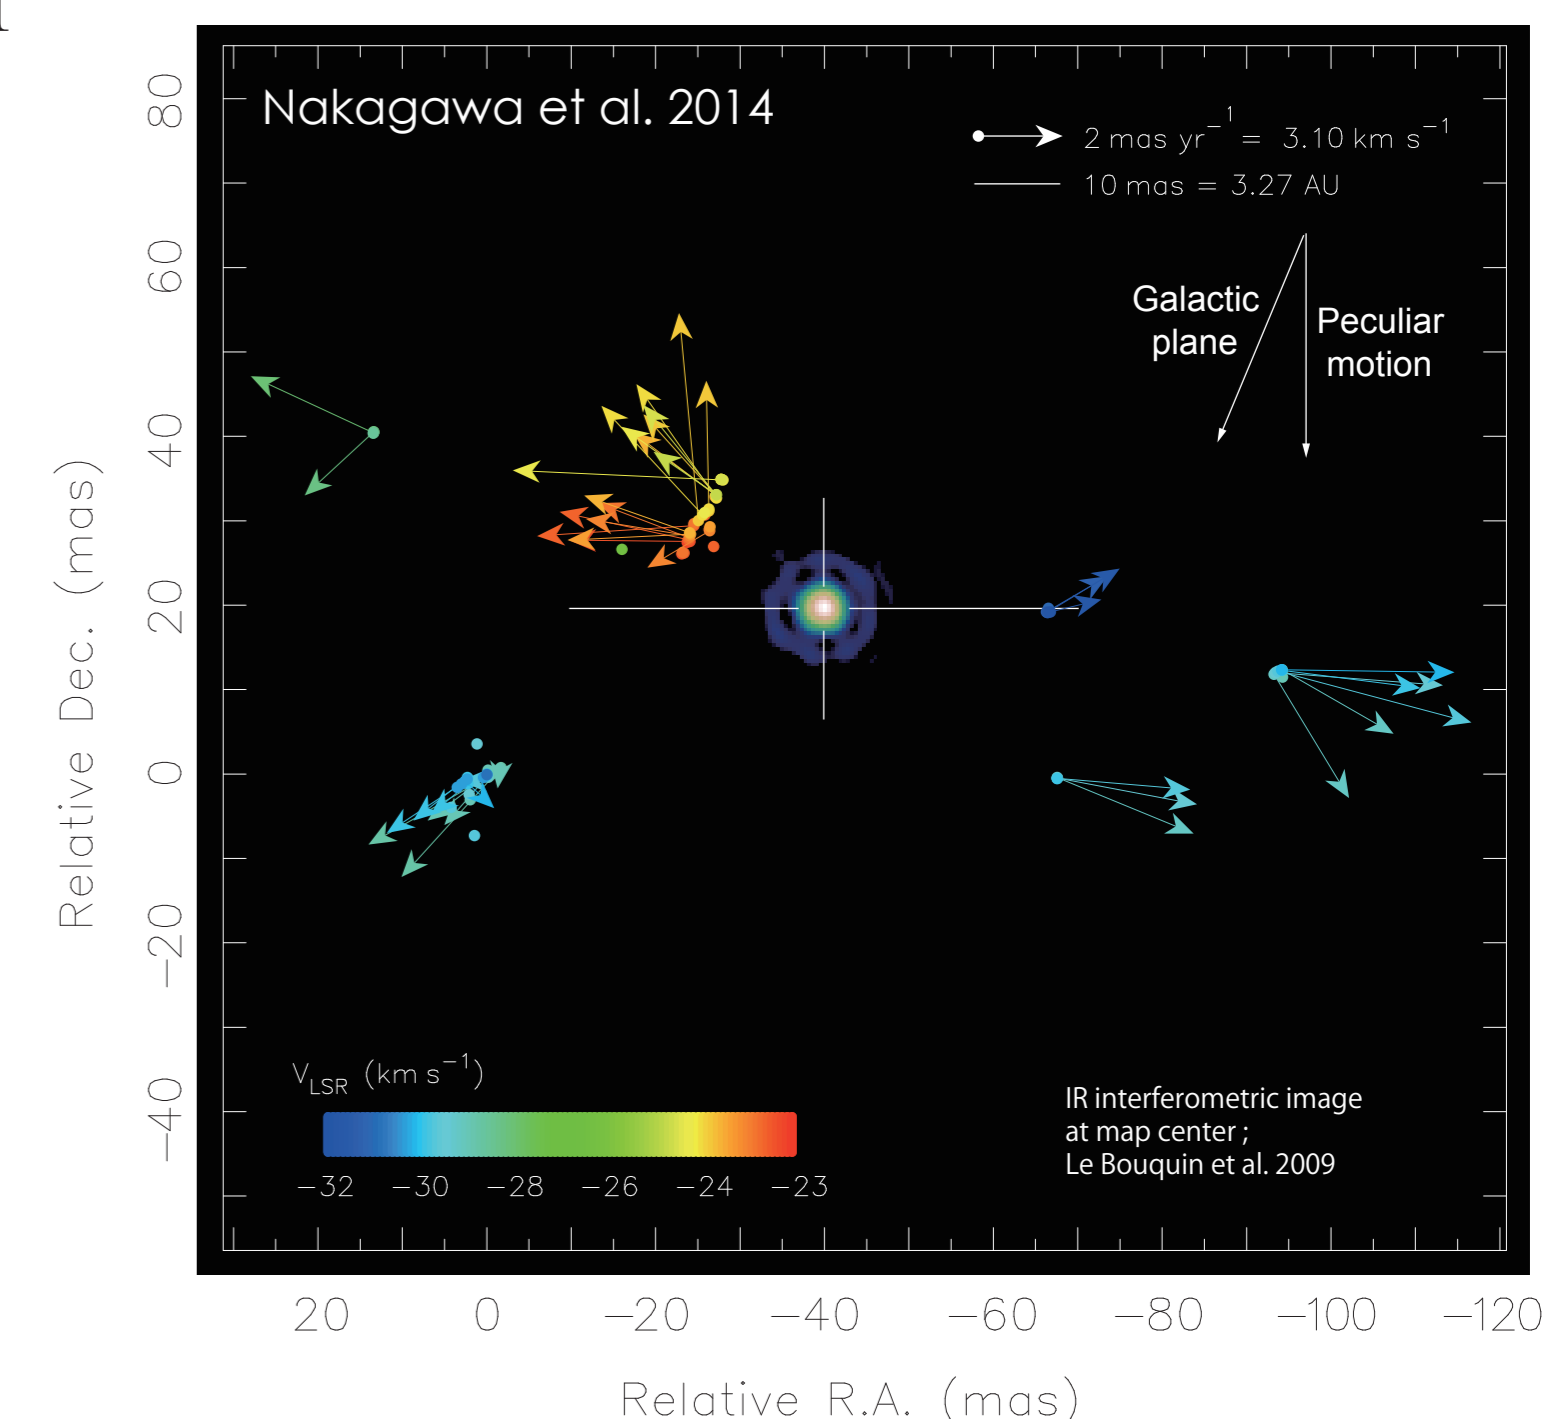 Nakagawa et al. 2014
2 mas yr⁻¹ = 3.10 km s⁻¹
10 mas = 3.27 AU
Galactic
plane
Peculiar
motion
Relative Dec. (mas)
80
60
40
20
0
−20
−40
V_LSR (km s⁻¹)
−32 −30 −28 −26 −24 −23
IR interferometric image
at map center ;
Le Bouquin et al. 2009
20 0 −20 −40 −60 −80 −100 −120
Relative R.A. (mas)